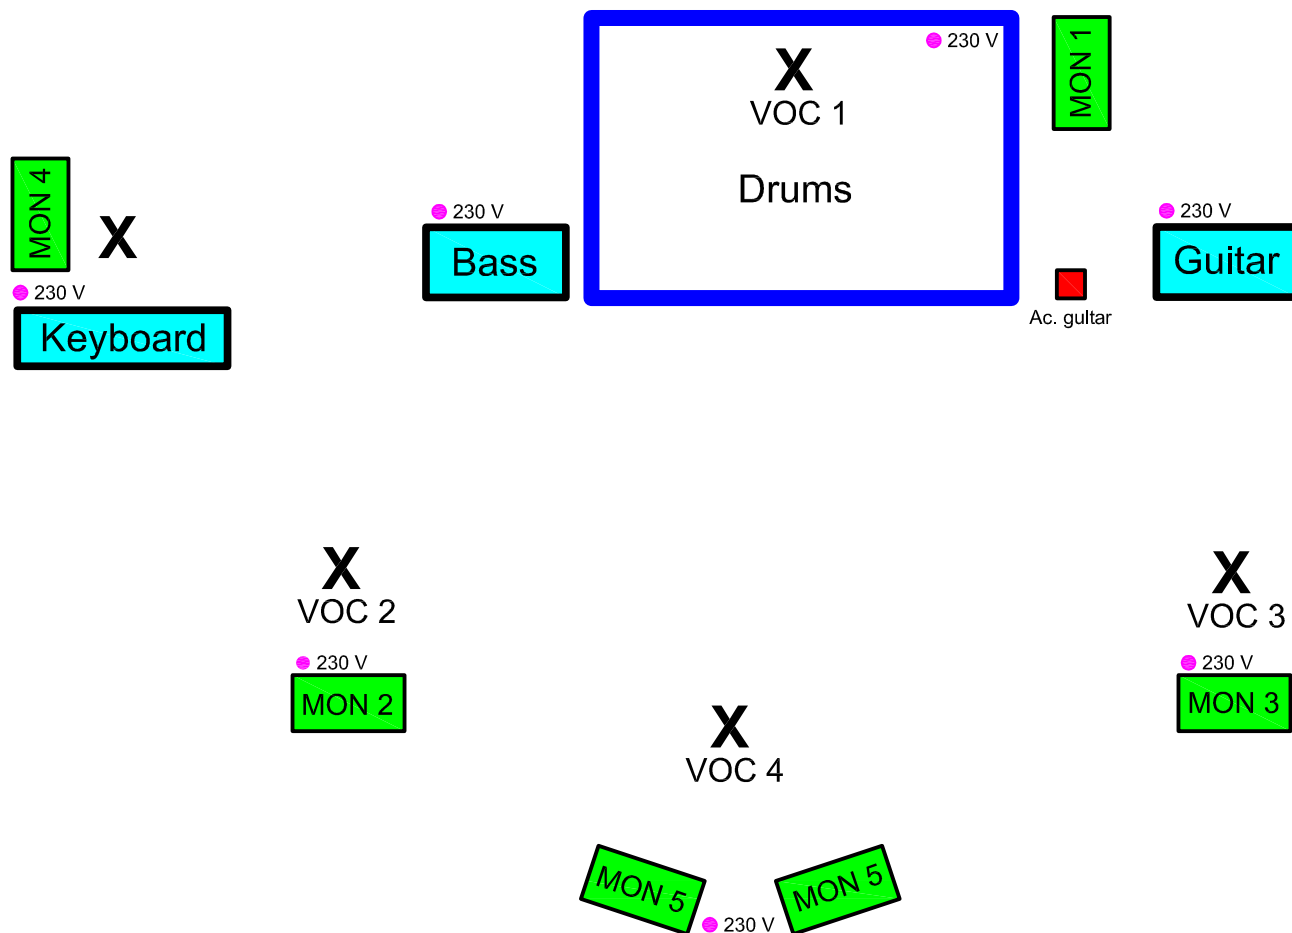 230 V
MON 1
X
VOC 1
MON 4
X
Drums
230 V
230 V
Bass
Guitar
230 V
Keyboard
Ac. guitar
X
VOC 2
X
VOC 3
230 V
MON 2
230 V
MON 3
X
VOC 4
MON 5
MON 5
230 V